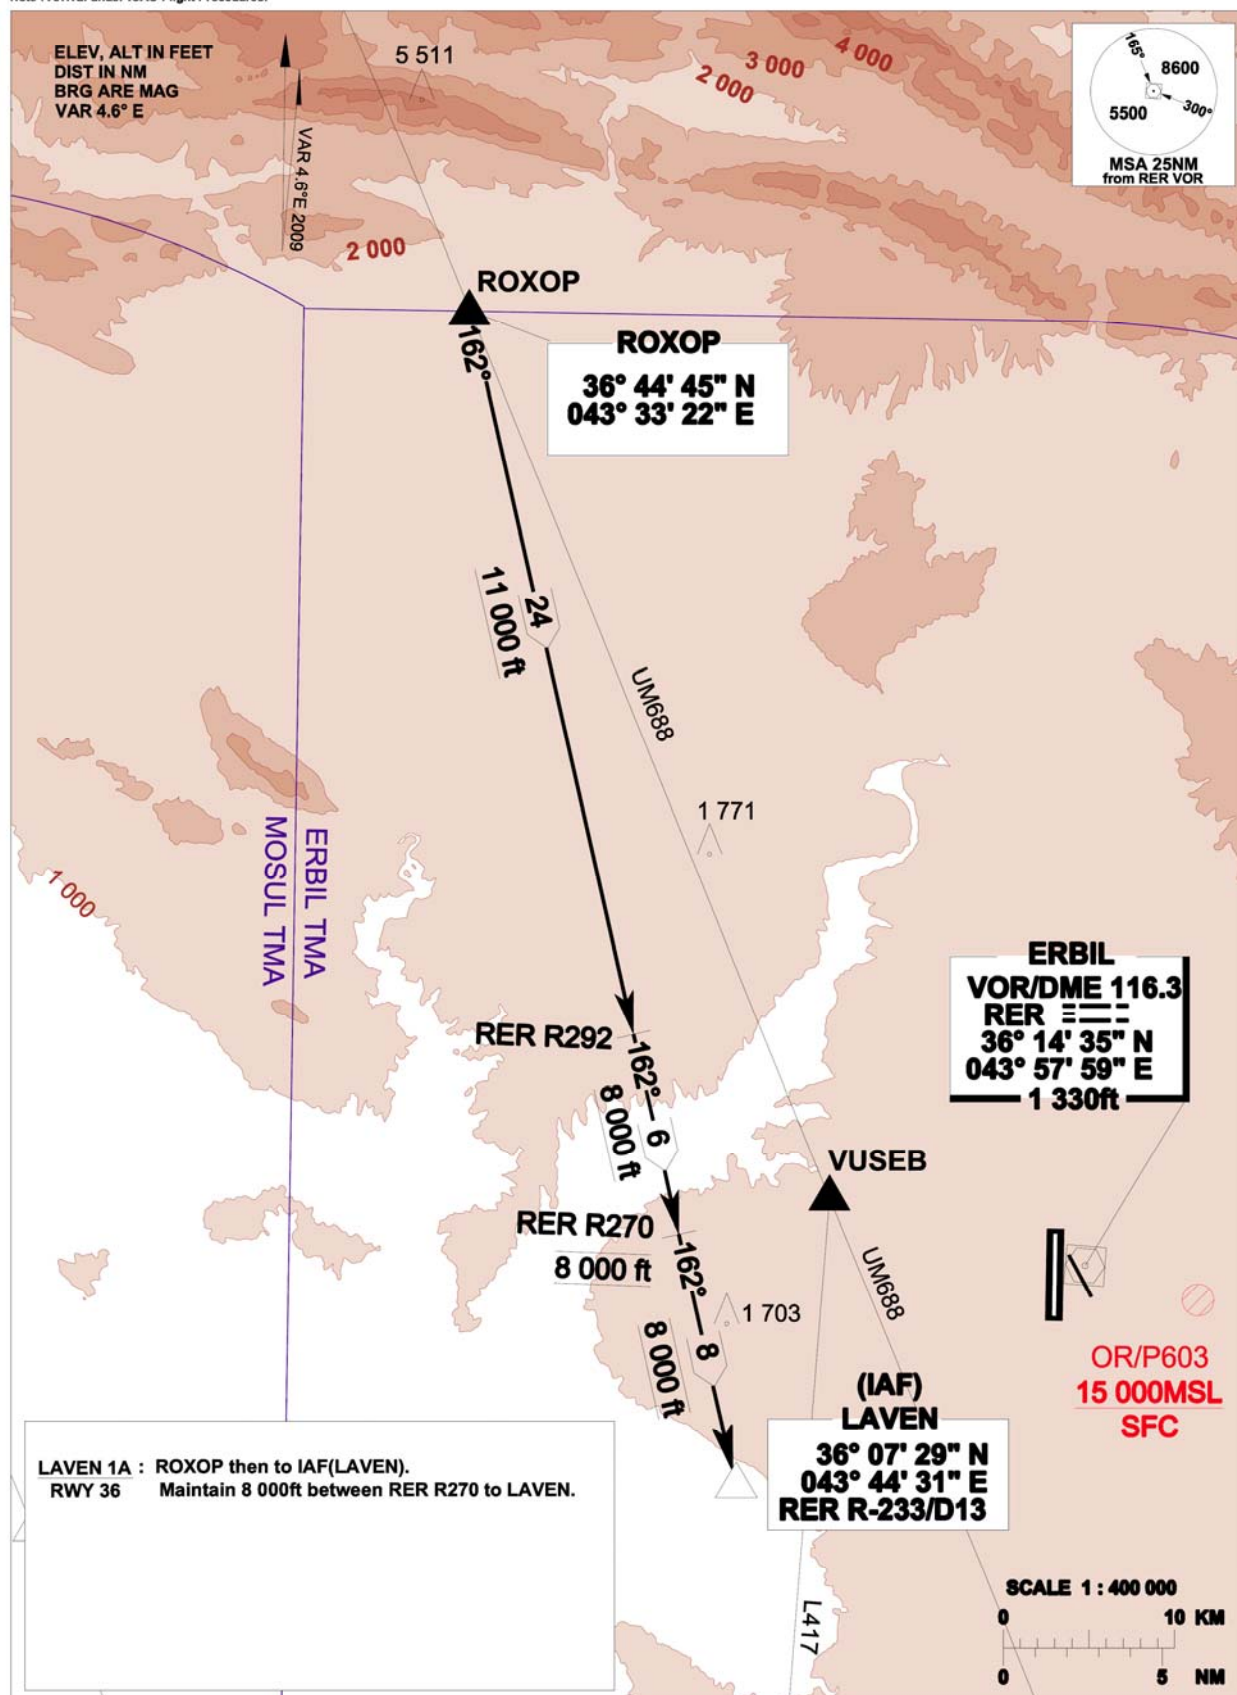 ELEV, ALT IN FEET
DIST IN NM
BRG ARE MAG
VAR 4.6° E
VAR 4.6°E 2009
5 511
2 000
3 000
4 000
165°
8600
5500
300°
MSA 25NM
from RER VOR
2 000
ROXOP
162°
ROXOP
36° 44' 45" N
043° 33' 22" E
24
11 000 ft
UM688
1 771
1 000
MOSUL TMA
ERBIL TMA
ERBIL
VOR/DME 116.3
RER
36° 14' 35" N
043° 57' 59" E
1 330ft
RER R292
162°
6
8 000 ft
VUSEB
RER R270
8 000 ft
162°
8
8 000 ft
1 703
UM688
OR/P603
15 000MSL
SFC
(IAF)
LAVEN
36° 07' 29" N
043° 44' 31" E
RER R-233/D13
LAVEN 1A : ROXOP then to IAF(LAVEN).
RWY 36 Maintain 8 000ft between RER R270 to LAVEN.
L417
SCALE 1 : 400 000
0 10 KM
0 5 NM